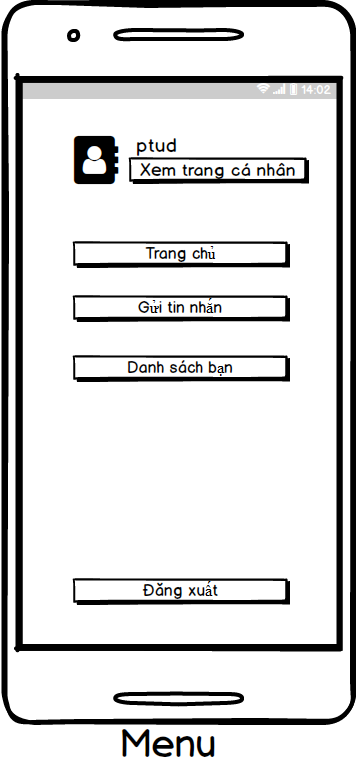 14:02
ptud
Xem trang cá nhân
Trang chủ
Gửi tin nhắn
Danh sách bạn
Đăng xuất
Menu